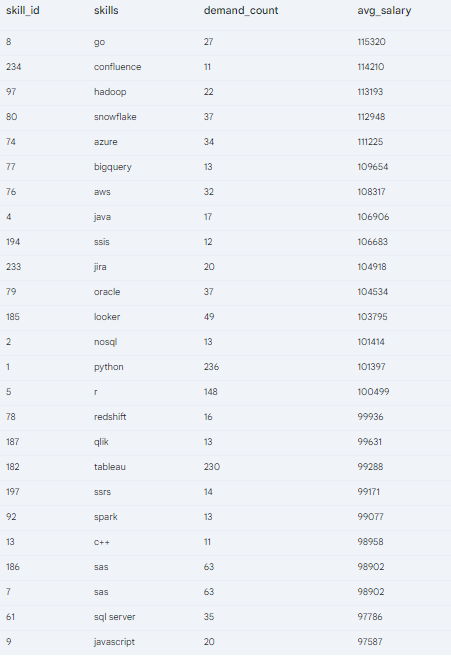 skill_id skills demand_count avg_salary
8 go 27 115320
234 confluence 11 114210
97 hadoop 22 113193
80 snowflake 37 112948
74 azure 34 111225
77 bigquery 13 109654
76 aws 32 108317
4 java 17 106906
194 ssis 12 106683
233 jira 20 104918
79 oracle 37 104534
185 looker 49 103795
2 nosql 13 101414
1 python 236 101397
5 r 148 100499
78 redshift 16 99936
187 qlik 13 99631
182 tableau 230 99288
197 ssrs 14 99171
92 spark 13 99077
13 c++ 11 98958
186 sas 63 98902
7 sas 63 98902
61 sql server 35 97786
9 javascript 20 97587